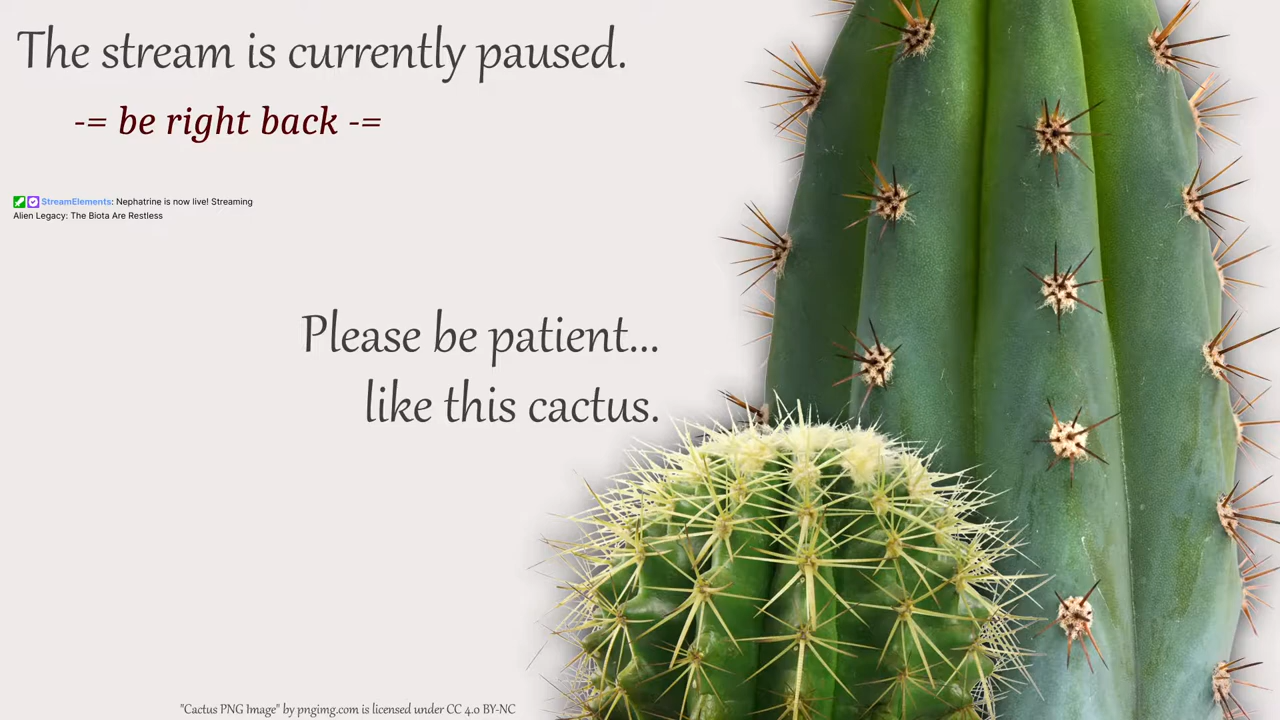 The stream is currently paused.
-= be right back -=
StreamElements: Nephatrine is now live! Streaming
Alien Legacy: The Biota Are Restless
Please be patient...
like this cactus.
"Cactus PNG Image" by pngimg.com is licensed under CC 4.0 BY-NC